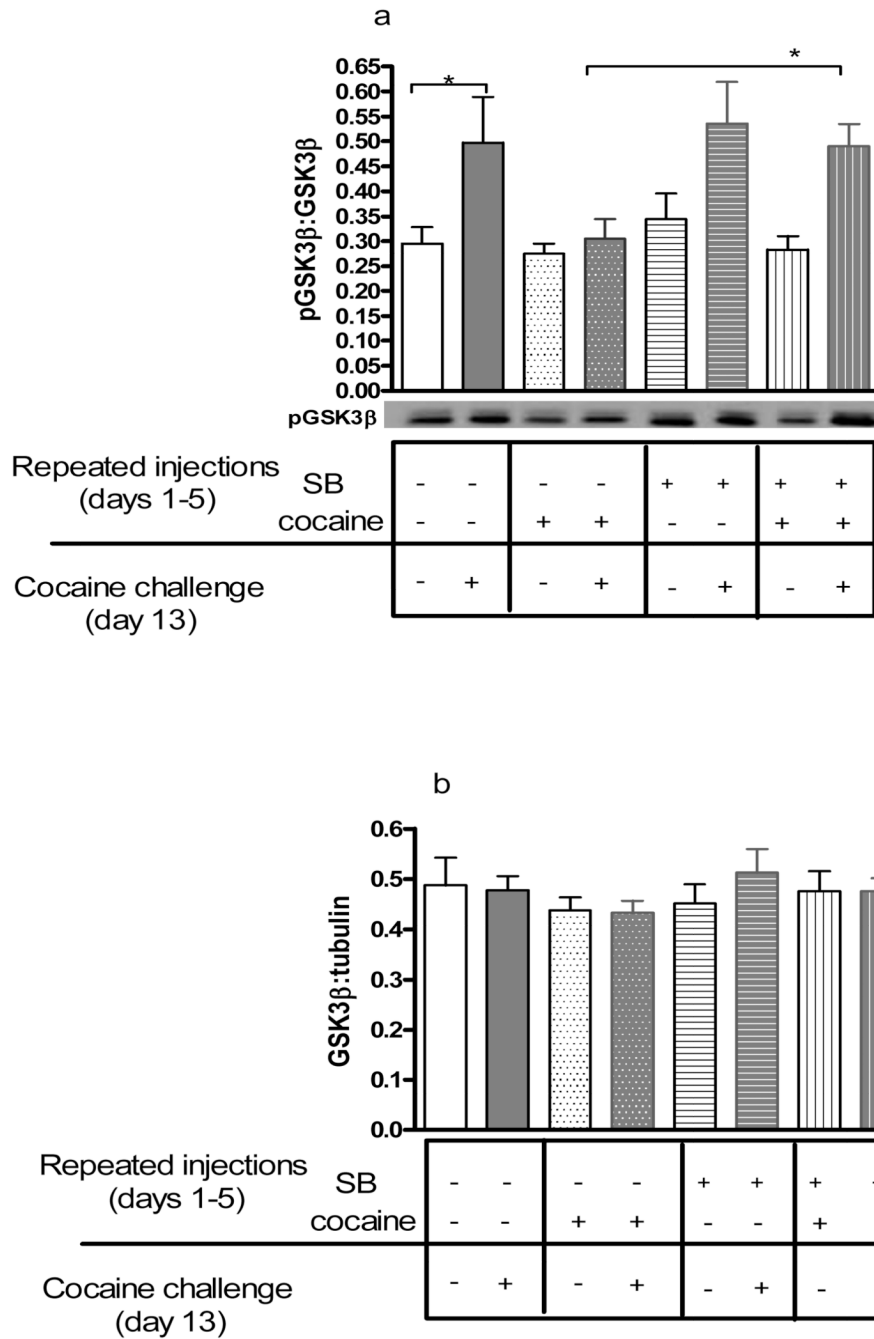 a
*
*
0.65
0.60
0.55
0.50
0.45
0.40
0.35
0.30
0.25
0.20
0.15
0.10
0.05
0.00
pGSK3β:GSK3β
pGSK3β
Repeated injections
(days 1-5)
SB - - - - + + + +
cocaine - - + + - - + +
Cocaine challenge
(day 13)
- + - + - + - +
b
0.6
0.5
0.4
0.3
0.2
0.1
0.0
GSK3β:tubulin
Repeated injections
(days 1-5)
SB - - - - + + +
cocaine - - + + - - +
Cocaine challenge
(day 13)
- + - + - + -